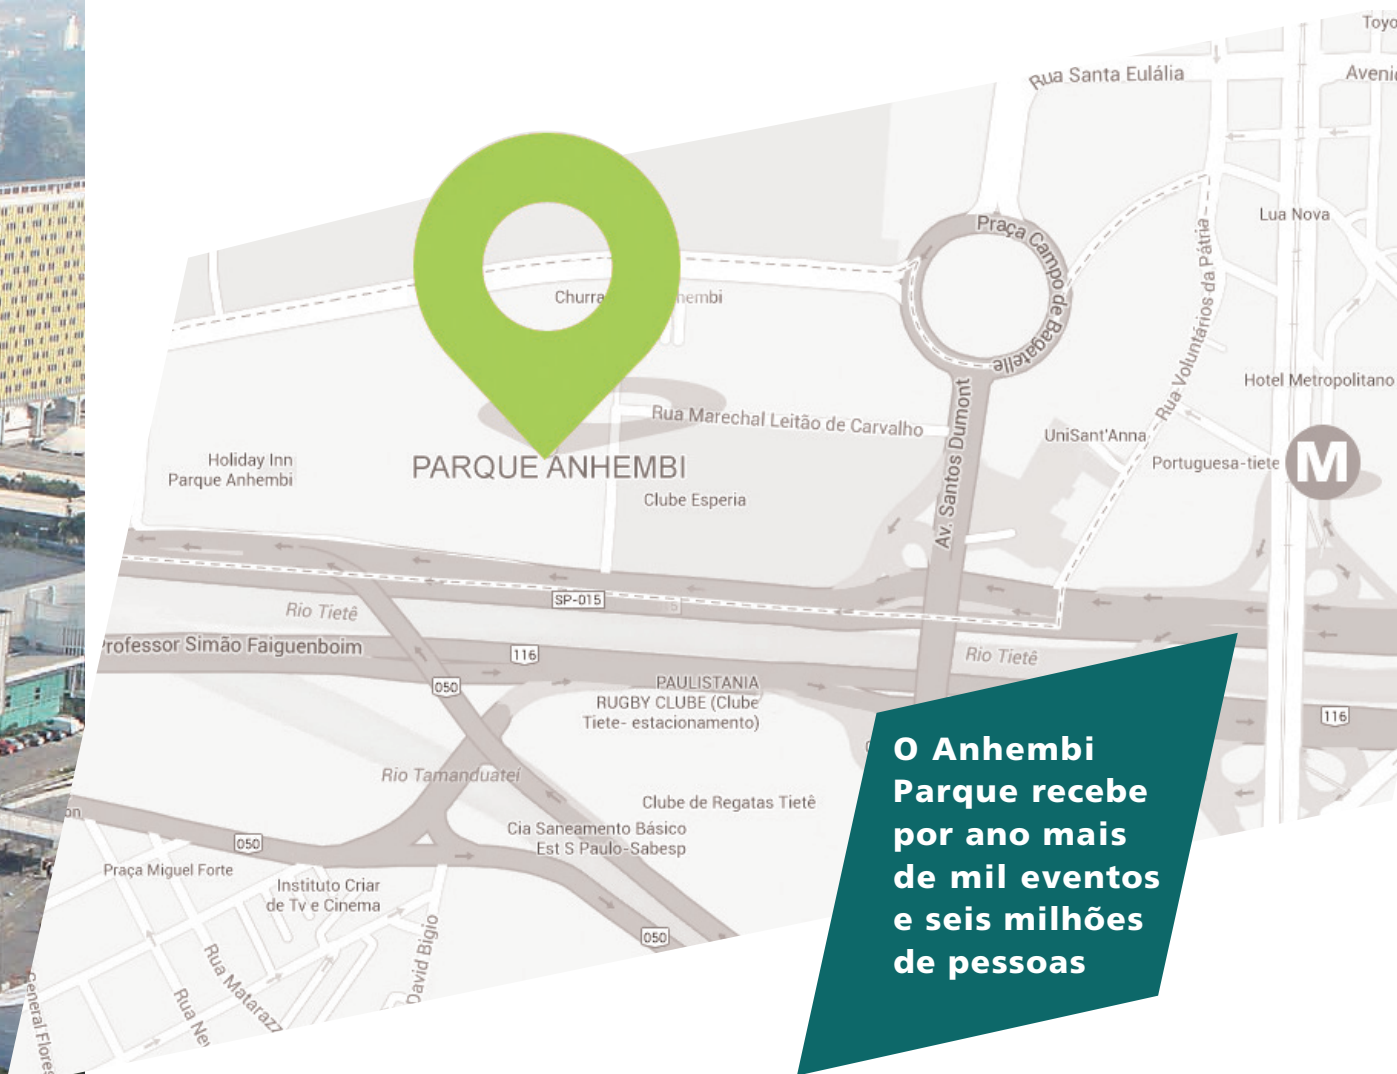 Toyo
Rua Santa Eulália
Aveni
Praça Campo de Bagatelle
Lua Nova
Rua Voluntários da Pátria
Churra
hembi
Hotel Metropolitano
Rua Marechal Leitão de Carvalho
Av. Santos Dumont
UniSant'Anna
Portuguesa-tiete
M
Holiday Inn
Parque Anhembi
PARQUE ANHEMBI
Clube Esperia
SP-015
Rio Tietê
Professor Simão Faiguenboim
116
Rio Tietê
050
PAULISTANIA
RUGBY CLUBE (Clube
Tiete- estacionamento)
116
Rio Tamanduateí
Clube de Regatas Tietê
Cia Saneamento Básico
Est S Paulo-Sabesp
050
Praça Miguel Forte
Instituto Criar
de Tv e Cinema
050
David Bigio
Rua Matarazz
Rua Ne
General Flores
O Anhembi
Parque recebe
por ano mais
de mil eventos
e seis milhões
de pessoas